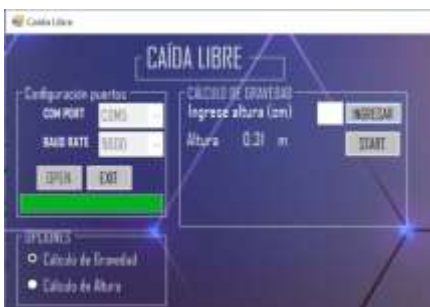 Caída Libre
CAÍDA LIBRE
Configuración puertos
COM PORT COM5
BAUD RATE 9600
OPEN EXIT
CÁLCULO DE GRAVEDAD
Ingrese altura (cm) INGRESAR
Altura 0.31 m START
OPCIONES
Cálculo de Gravedad
Cálculo de Altura